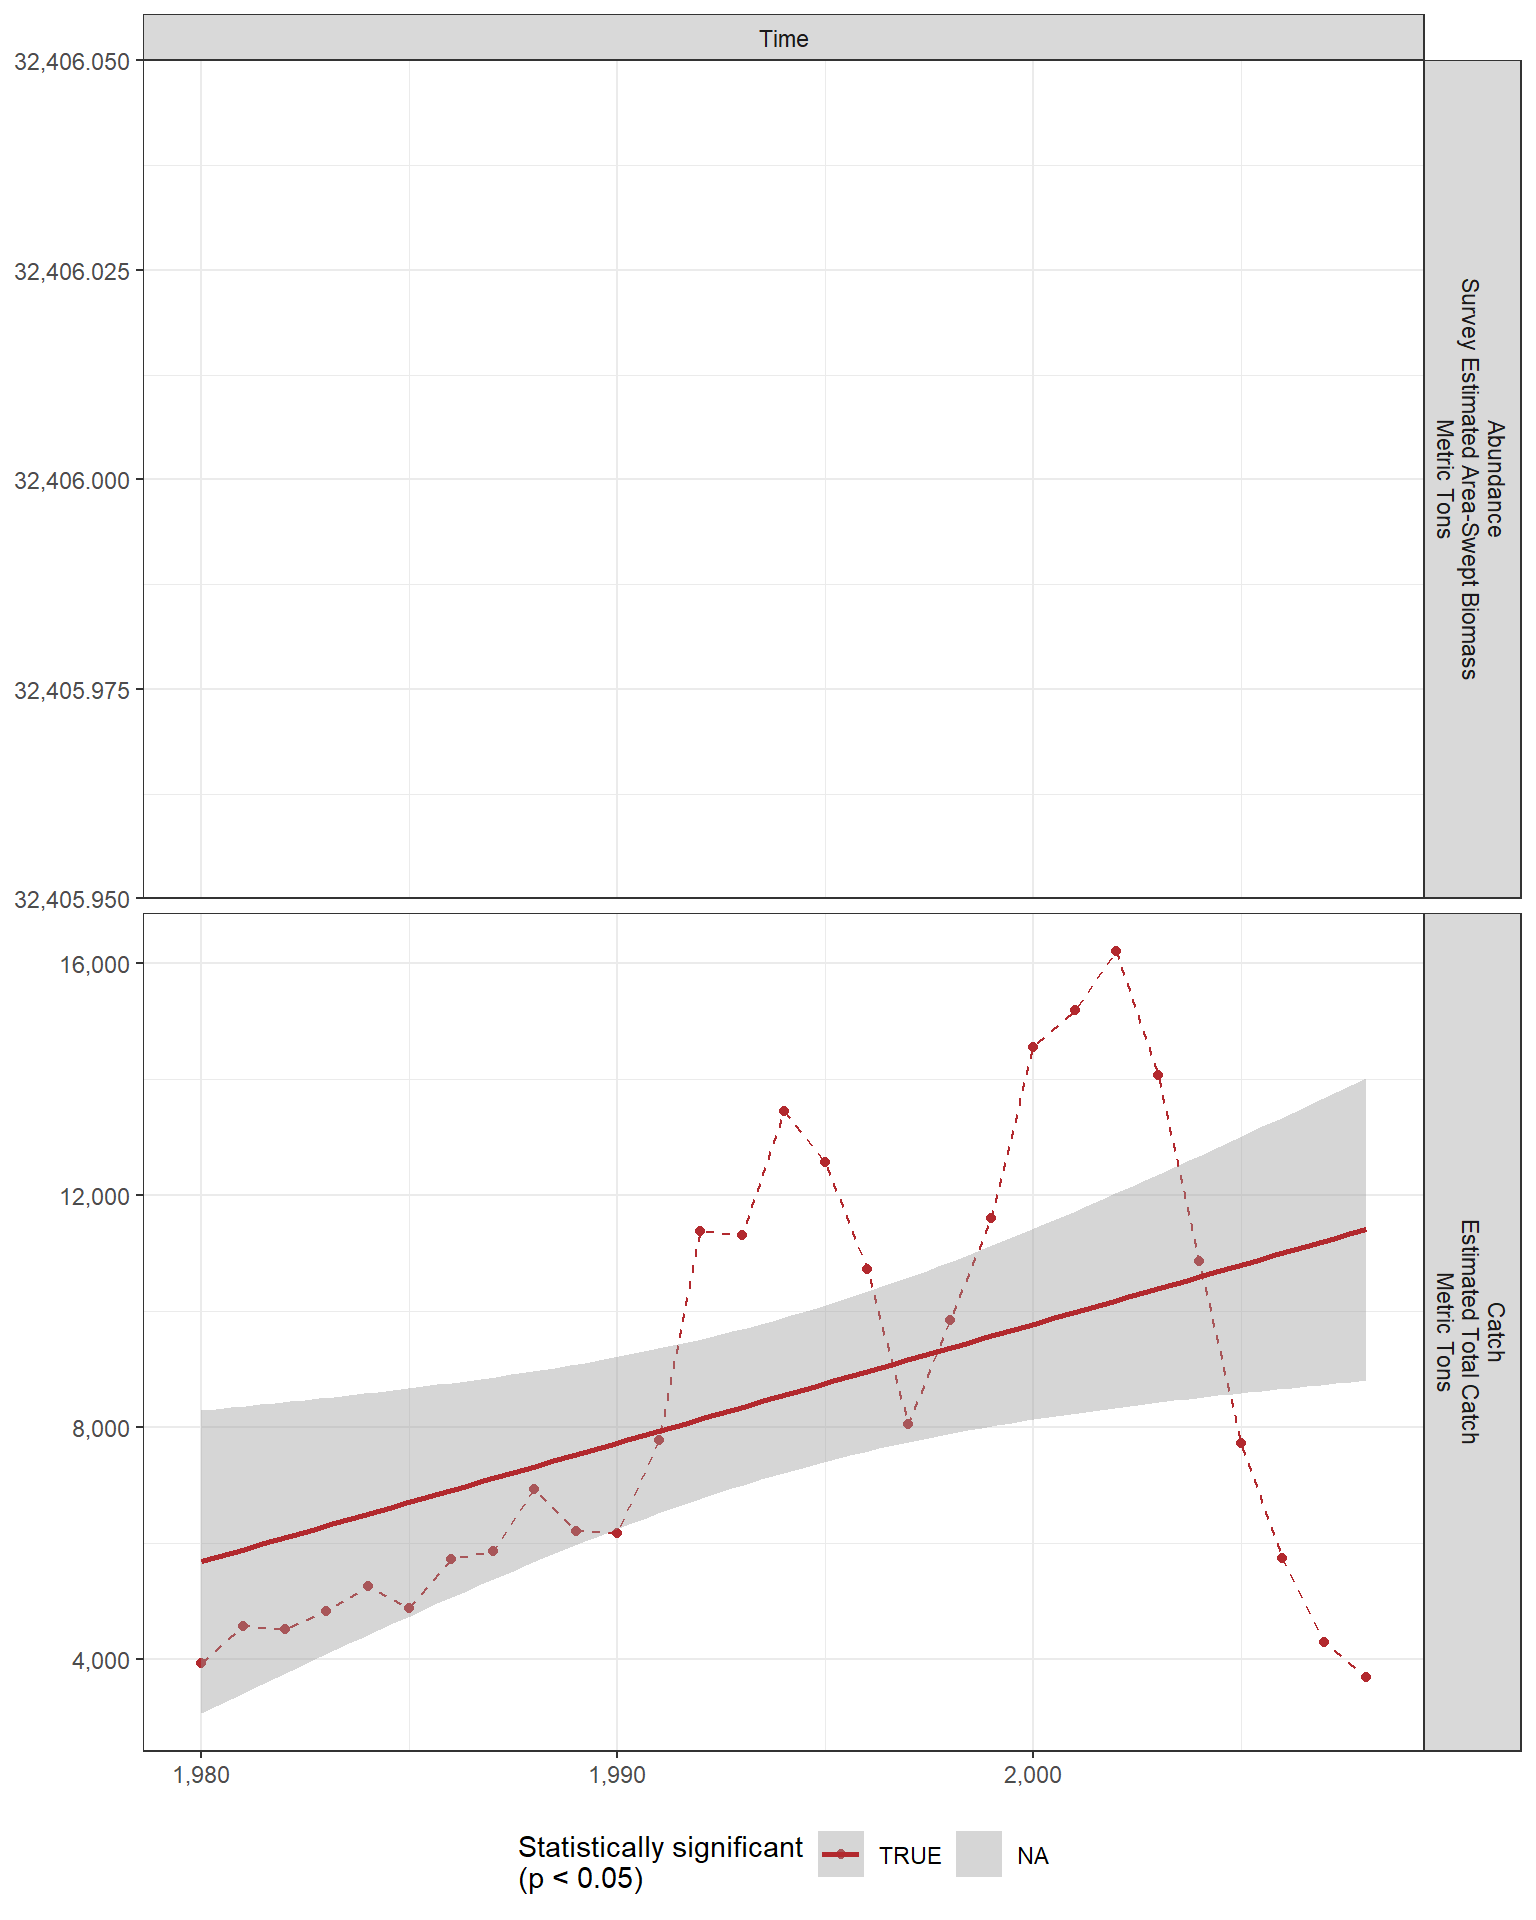 Time
32,406.050
32,406.025
32,406.000
32,405.975
32,405.950
Abundance
Survey Estimated Area-Swept Biomass
Metric Tons
16,000
12,000
8,000
4,000
Catch
Estimated Total Catch
Metric Tons
1,980
1,990
2,000
Statistically significant
(p < 0.05)
TRUE
NA